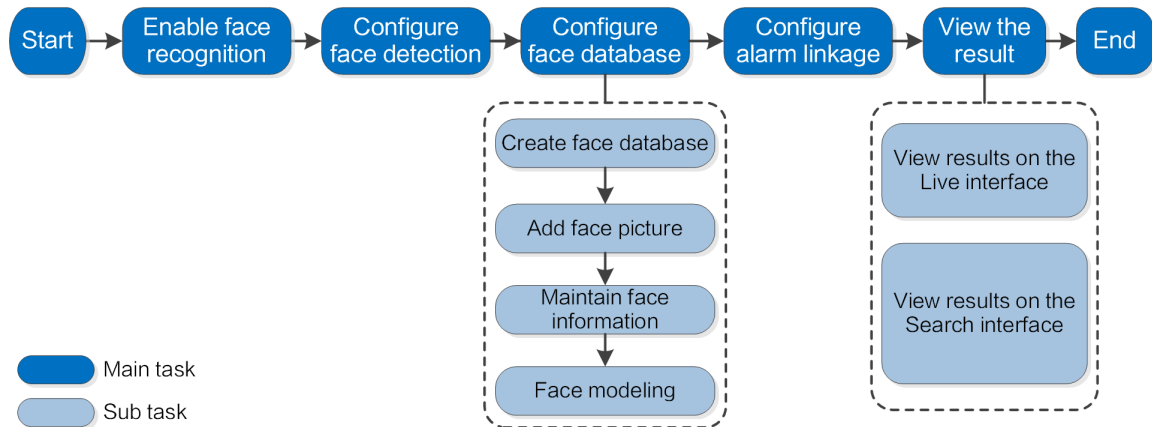 Start
Enable face
recognition
Configure
face detection
Configure
face database
Configure
alarm linkage
View the
result
End
Create face database
Add face picture
Maintain face
information
Face modeling
View results on the
Live interface
View results on the
Search interface
Main task
Sub task